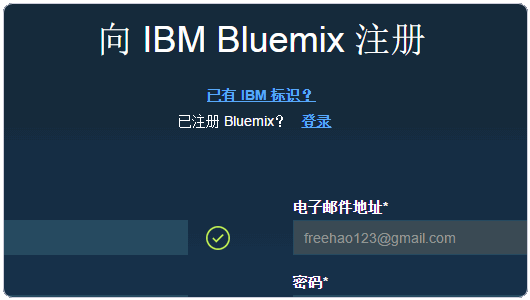 向 IBM Bluemix 注册
已有 IBM 标识？
已注册 Bluemix？ 登录
电子邮件地址*
freehao123@gmail.com
密码*